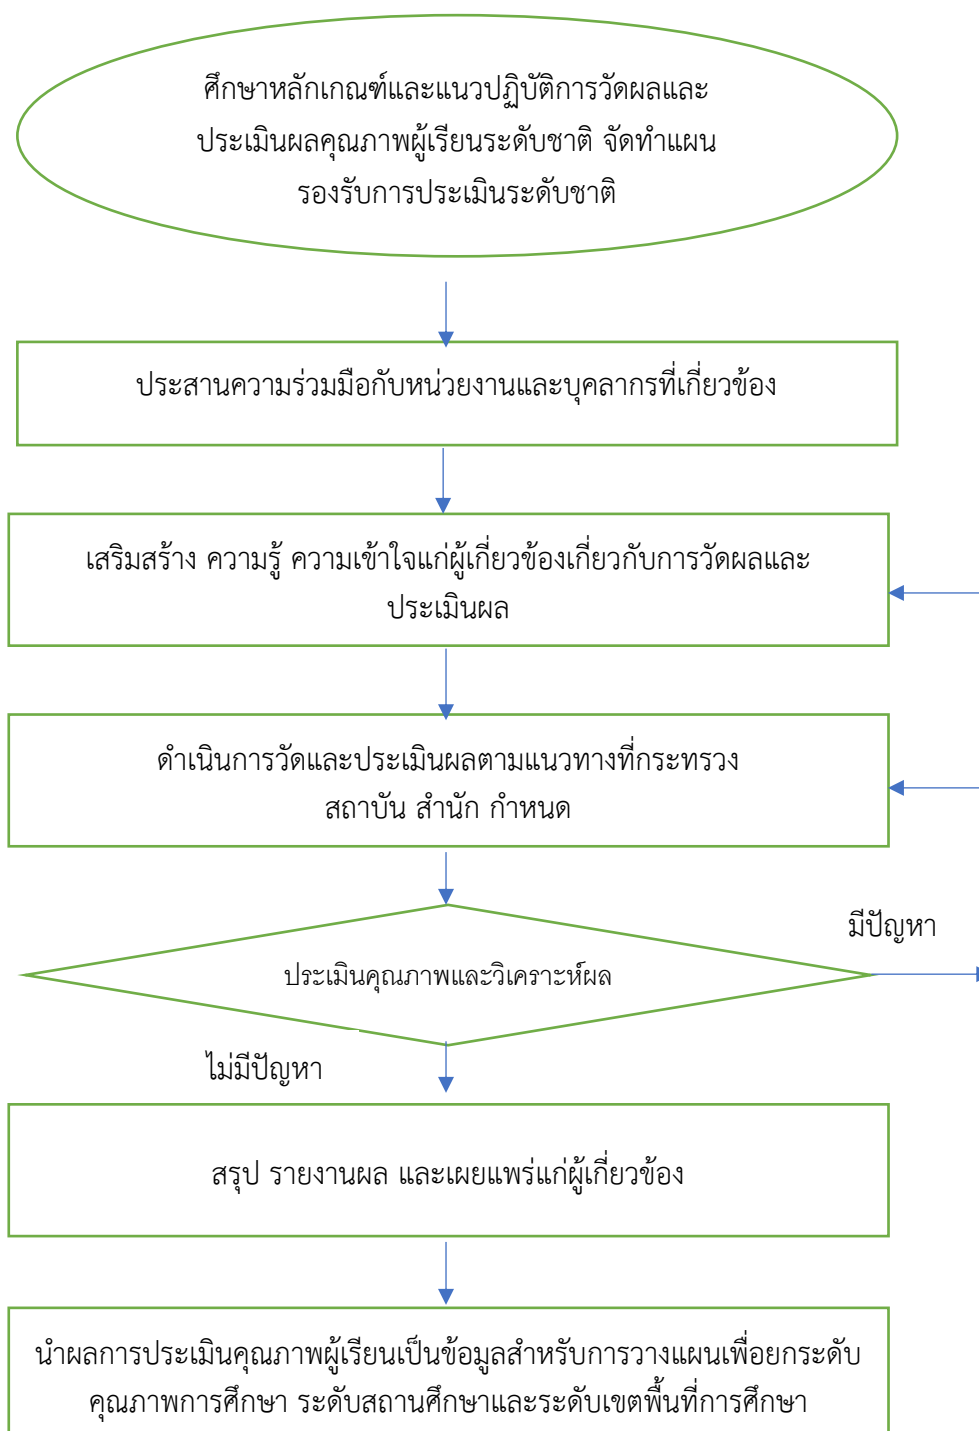 ศึกษาหลักเกณฑ์และแนวปฏิบัติการวัดผลและ
ประเมินผลคุณภาพผู้เรียนระดับชาติ จัดทำแผน
รองรับการประเมินระดับชาติ
ประสานความร่วมมือกับหน่วยงานและบุคลากรที่เกี่ยวข้อง
เสริมสร้าง ความรู้ ความเข้าใจแก่ผู้เกี่ยวข้องเกี่ยวกับการวัดผลและ
ประเมินผล
ดำเนินการวัดและประเมินผลตามแนวทางที่กระทรวง
สถาบัน สำนัก กำหนด
มีปัญหา
ประเมินคุณภาพและวิเคราะห์ผล
ไม่มีปัญหา
สรุป รายงานผล และเผยแพร่แก่ผู้เกี่ยวข้อง
นำผลการประเมินคุณภาพผู้เรียนเป็นข้อมูลสำหรับการวางแผนเพื่อยกระดับ
คุณภาพการศึกษา ระดับสถานศึกษาและระดับเขตพื้นที่การศึกษา